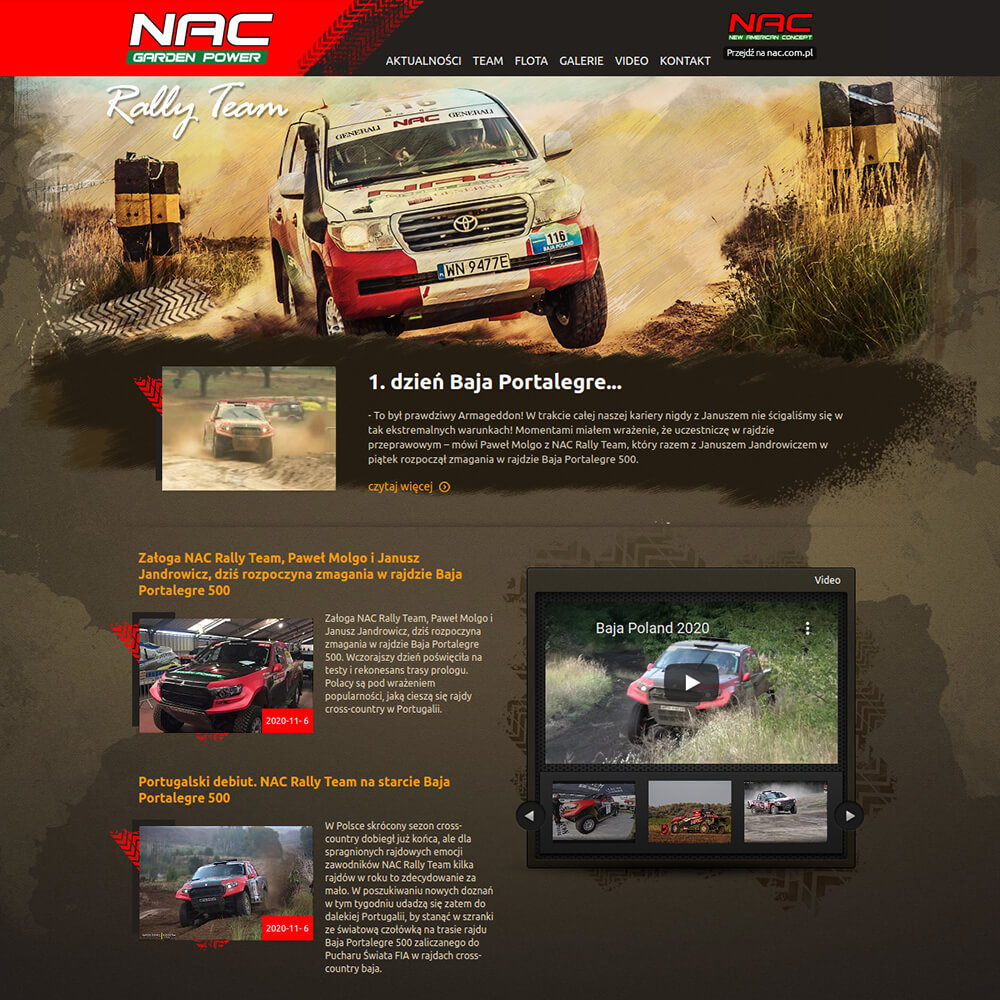 NAC
GARDEN POWER
AKTUALNOŚCI TEAM FLOTA GALERIE VIDEO KONTAKT
NAC
NEW AMERICAN CONCEPT
Przejdź na nac.com.pl
Rally Team
116
GENERALI NAC GENERALI
NAC
GENERALI
116
BAJA POLAND
WN 9477E
1. dzień Baja Portalegre...
- To był prawdziwy Armageddon! W trakcie całej naszej kariery nigdy z Januszem nie ścigaliśmy się w
tak ekstremalnych warunkach! Momentami miałem wrażenie, że uczestniczę w rajdzie
przeprawowym – mówi Paweł Molgo z NAC Rally Team, który razem z Januszem Jandrowiczem w
piątek rozpoczął zmagania w rajdzie Baja Portalegre 500.
czytaj więcej
Załoga NAC Rally Team, Paweł Molgo i Janusz
Jandrowicz, dziś rozpoczyna zmagania w rajdzie Baja
Portalegre 500
Załoga NAC Rally Team, Paweł Molgo i
Janusz Jandrowicz, dziś rozpoczyna
zmagania w rajdzie Baja Portalegre
500. Wczorajszy dzień poświęciła na
testy i rekonesans trasy prologu.
Polacy są pod wrażeniem
popularności, jaką cieszą się rajdy
cross-country w Portugalii.
2020-11- 6
Video
Baja Poland 2020
Portugalski debiut. NAC Rally Team na starcie Baja
Portalegre 500
W Polsce skrócony sezon cross-
country dobiegł już końca, ale dla
spragnionych rajdowych emocji
zawodników NAC Rally Team kilka
rajdów w roku to zdecydowanie za
mało. W poszukiwaniu nowych doznań
w tym tygodniu udadzą się zatem do
dalekiej Portugalii, by stanąć w szranki
ze światową czołówką na trasie rajdu
Baja Portalegre 500 zaliczanego do
Pucharu Świata FIA w rajdach cross-
country baja.
2020-11- 6